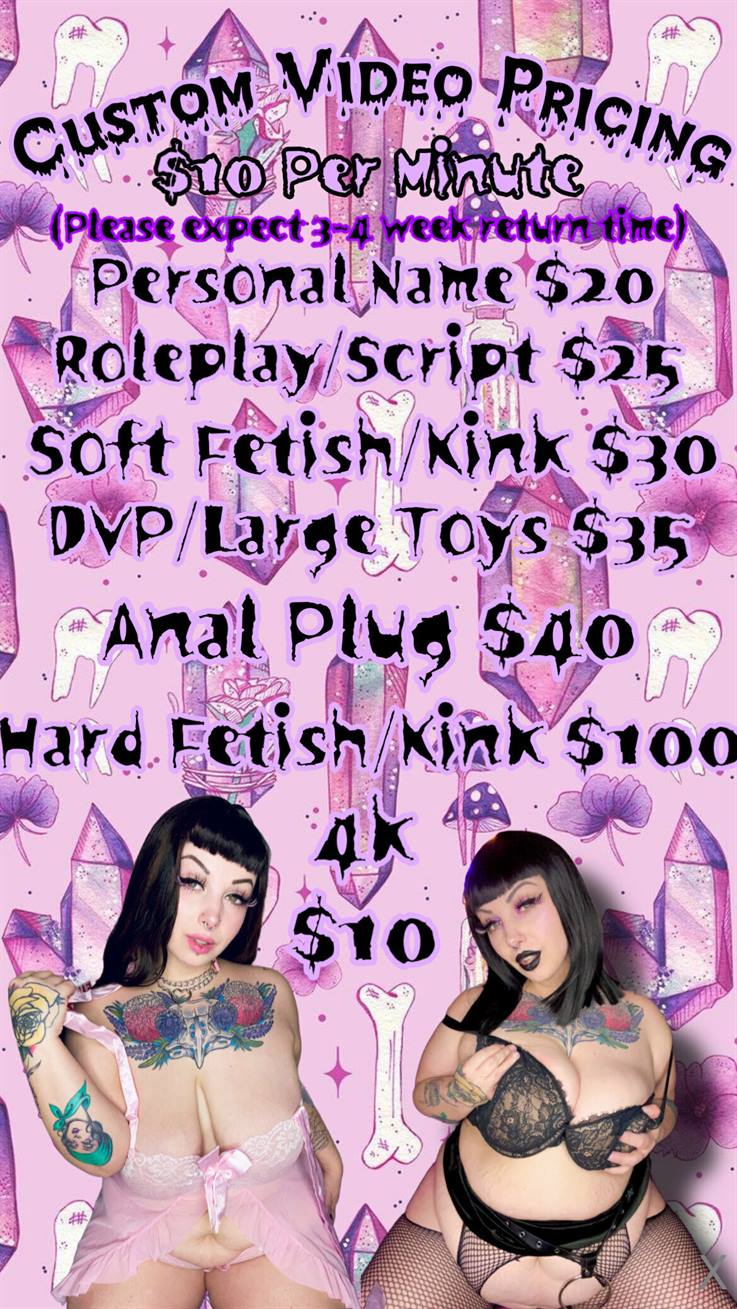 Custom Video Pricing
$10 Per Minute
(Please expect 3-4 week return time)
Personal Name $20
Roleplay/Script $25
Soft Fetish/Kink $30
DVP/Large Toys $35
Anal Plug $40
Hard Fetish/Kink $100
4k
$10
X